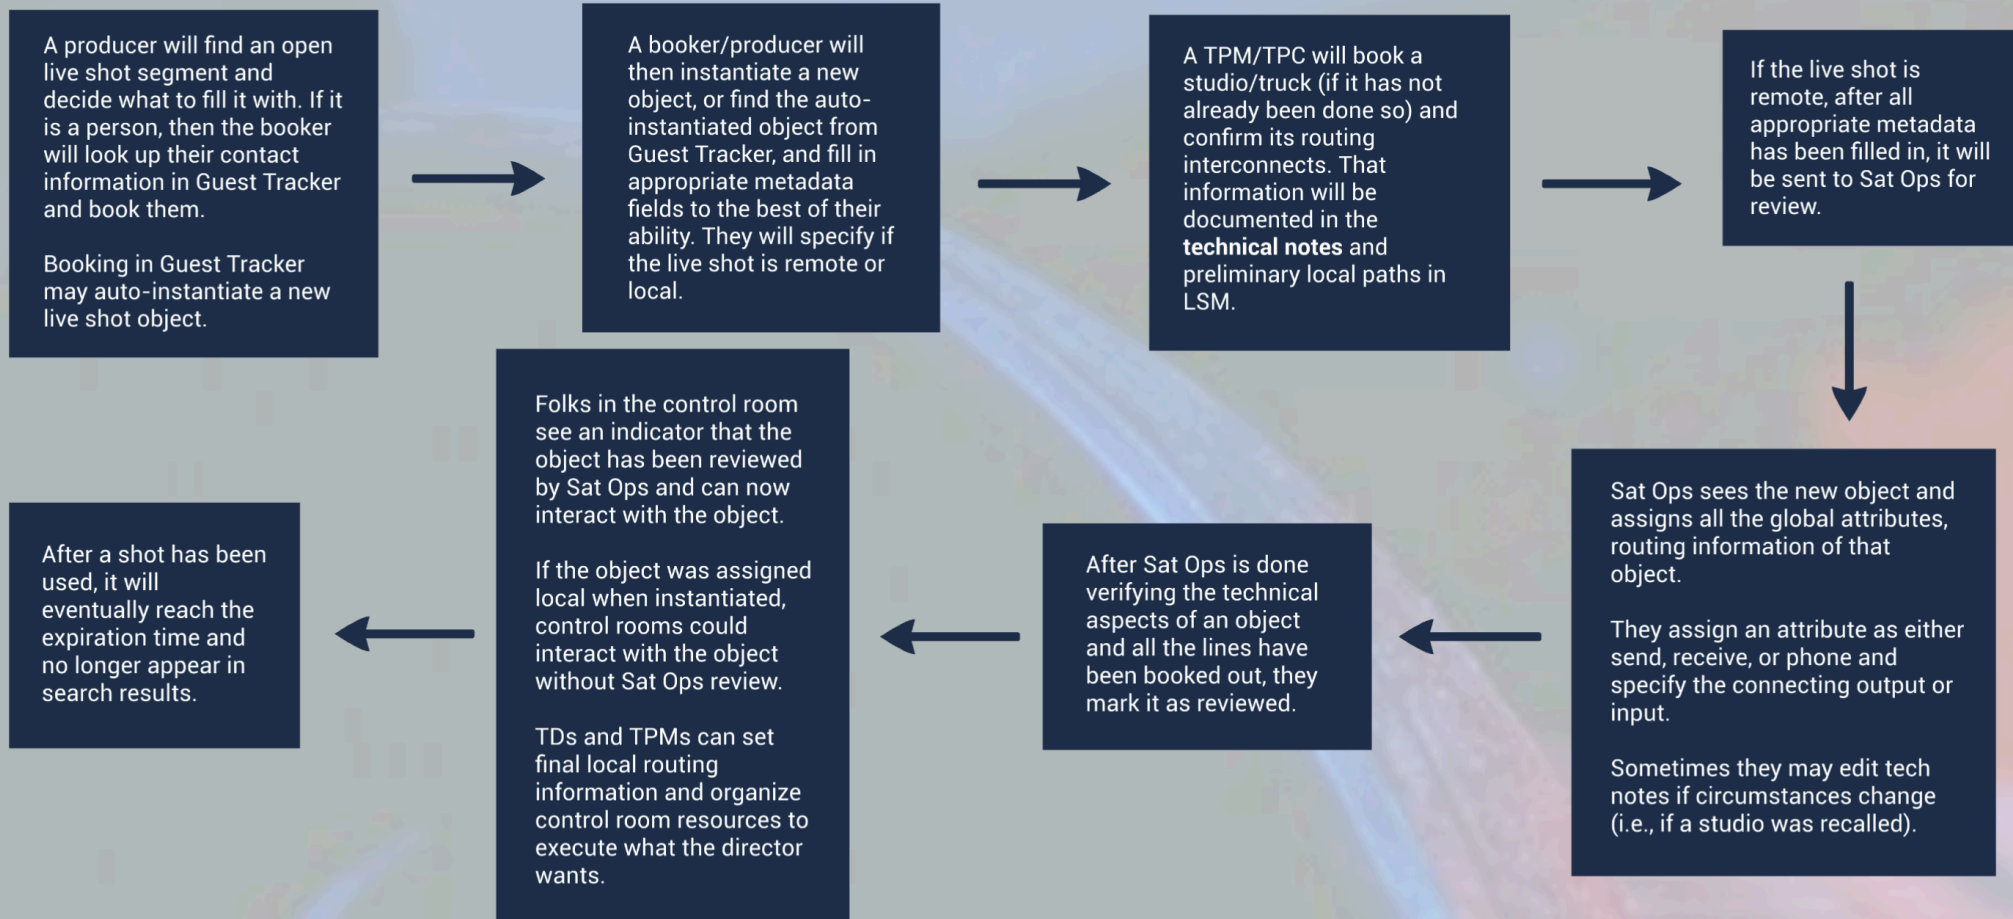 A producer will find an open
live shot segment and
decide what to fill it with. If it
is a person, then the booker
will look up their contact
information in Guest Tracker
and book them.
Booking in Guest Tracker
may auto-instantiate a new
live shot object.
A booker/producer will
then instantiate a new
object, or find the auto-
instantiated object from
Guest Tracker, and fill in
appropriate metadata
fields to the best of their
ability. They will specify if
the live shot is remote or
local.
A TPM/TPC will book a
studio/truck (if it has not
already been done so) and
confirm its routing
interconnects. That
information will be
documented in the
technical notes and
preliminary local paths in
LSM.
If the live shot is
remote, after all
appropriate metadata
has been filled in, it will
be sent to Sat Ops for
review.
Sat Ops sees the new object and
assigns all the global attributes,
routing information of that
object.
They assign an attribute as either
send, receive, or phone and
specify the connecting output or
input.
Sometimes they may edit tech
notes if circumstances change
(i.e., if a studio was recalled).
After Sat Ops is done
verifying the technical
aspects of an object
and all the lines have
been booked out, they
mark it as reviewed.
Folks in the control room
see an indicator that the
object has been reviewed
by Sat Ops and can now
interact with the object.
If the object was assigned
local when instantiated,
control rooms could
interact with the object
without Sat Ops review.
TDs and TPMs can set
final local routing
information and organize
control room resources to
execute what the director
wants.
After a shot has been
used, it will
eventually reach the
expiration time and
no longer appear in
search results.